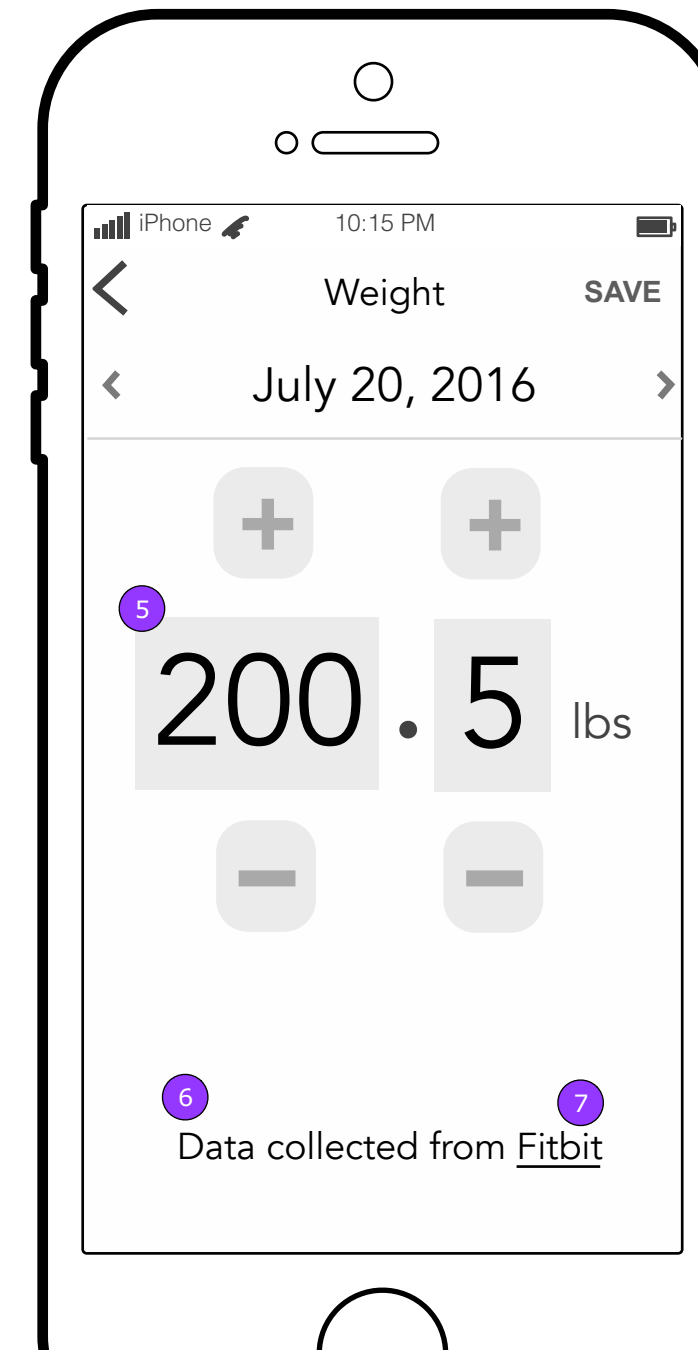 iPhone 10:15 PM
Weight SAVE
July 20, 2016
5
200 . 5 lbs
6 7
Data collected from Fitbit